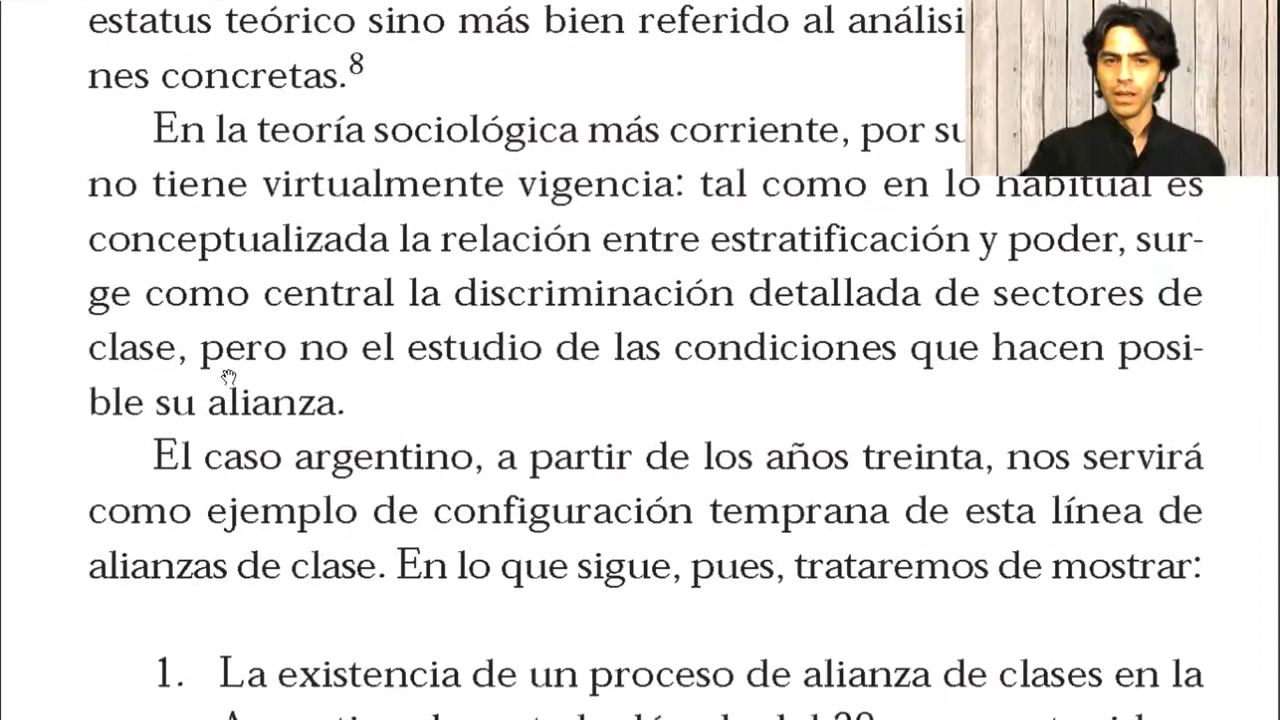 estatus teórico sino más bien referido al análisi
nes concretas.8
En la teoría sociológica más corriente, por su
no tiene virtualmente vigencia: tal como en lo habitual es
conceptualizada la relación entre estratificación y poder, sur-
ge como central la discriminación detallada de sectores de
clase, pero no el estudio de las condiciones que hacen posi-
ble su alianza.
El caso argentino, a partir de los años treinta, nos servirá
como ejemplo de configuración temprana de esta línea de
alianzas de clase. En lo que sigue, pues, trataremos de mostrar:
1. La existencia de un proceso de alianza de clases en la